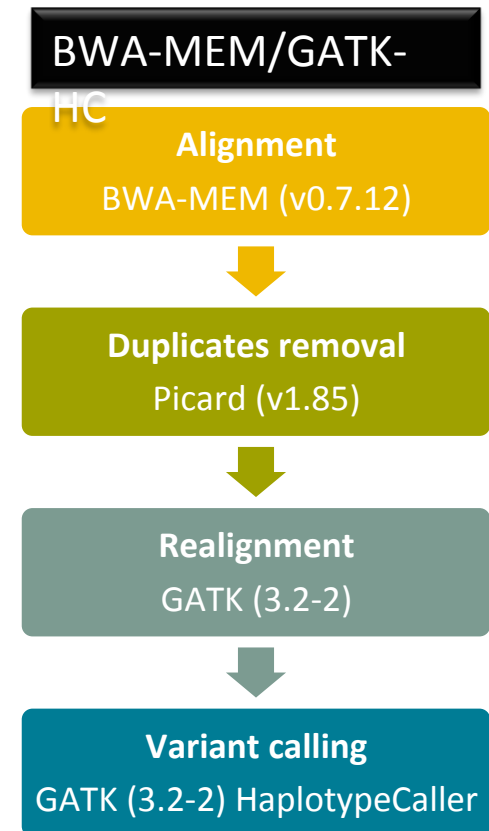 BWA-MEM/GATK-
HC
Alignment
BWA-MEM (v0.7.12)
Duplicates removal
Picard (v1.85)
Realignment
GATK (3.2-2)
Variant calling
GATK (3.2-2) HaplotypeCaller